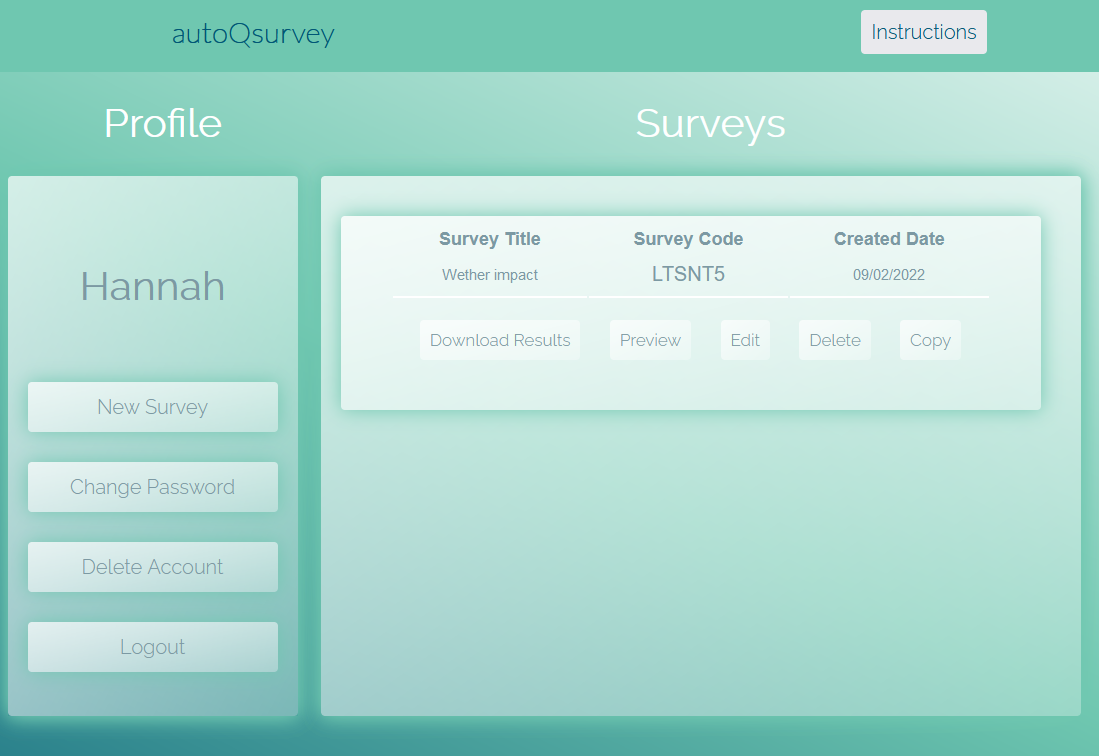 autoQsurvey
Instructions
Profile
Surveys
Hannah
New Survey
Change Password
Delete Account
Logout
Survey Title Survey Code Created Date
Wether impact LTSNT5 09/02/2022
Download Results Preview Edit Delete Copy